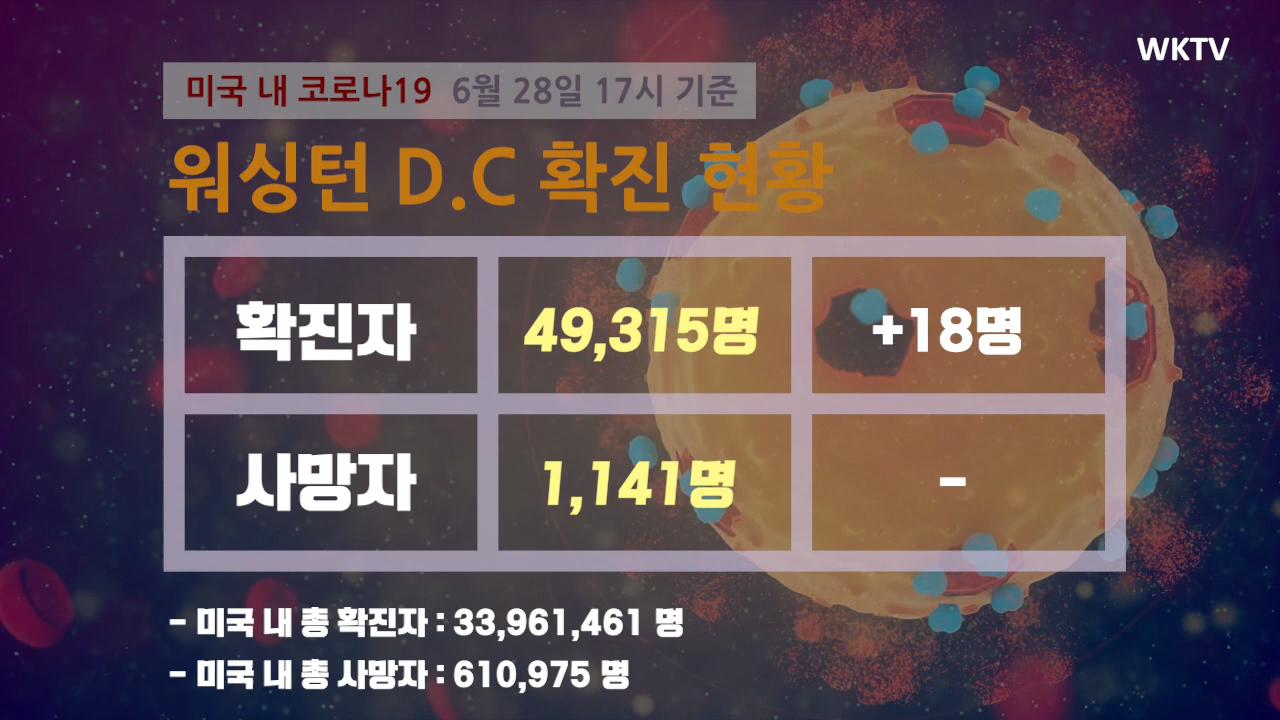 WKTV
미국 내 코로나19 6월 28일 17시 기준
워싱턴 D.C 확진 현황
확진자 49,315명 +18명
사망자 1,141명 -
- 미국 내 총 확진자 : 33,961,461 명
- 미국 내 총 사망자 : 610,975 명